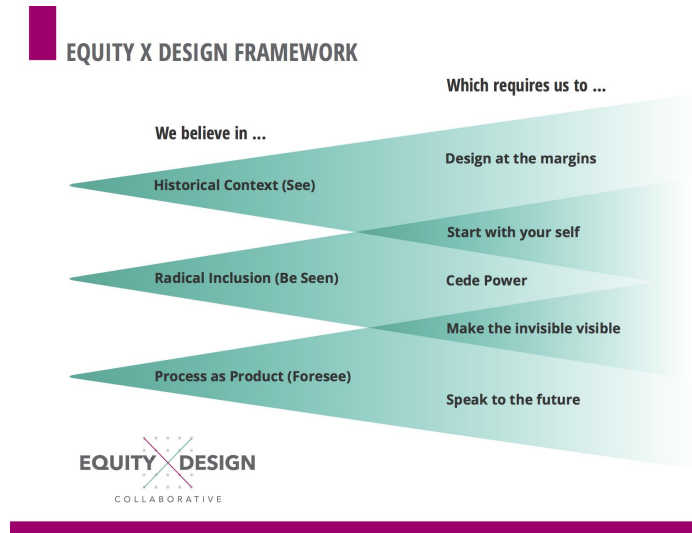 EQUITY X DESIGN FRAMEWORK
Which requires us to ...
We believe in ...
Design at the margins
Historical Context (See)
Start with your self
Radical Inclusion (Be Seen)
Cede Power
Make the invisible visible
Process as Product (Foresee)
Speak to the future
EQUITY DESIGN
COLLABORATIVE